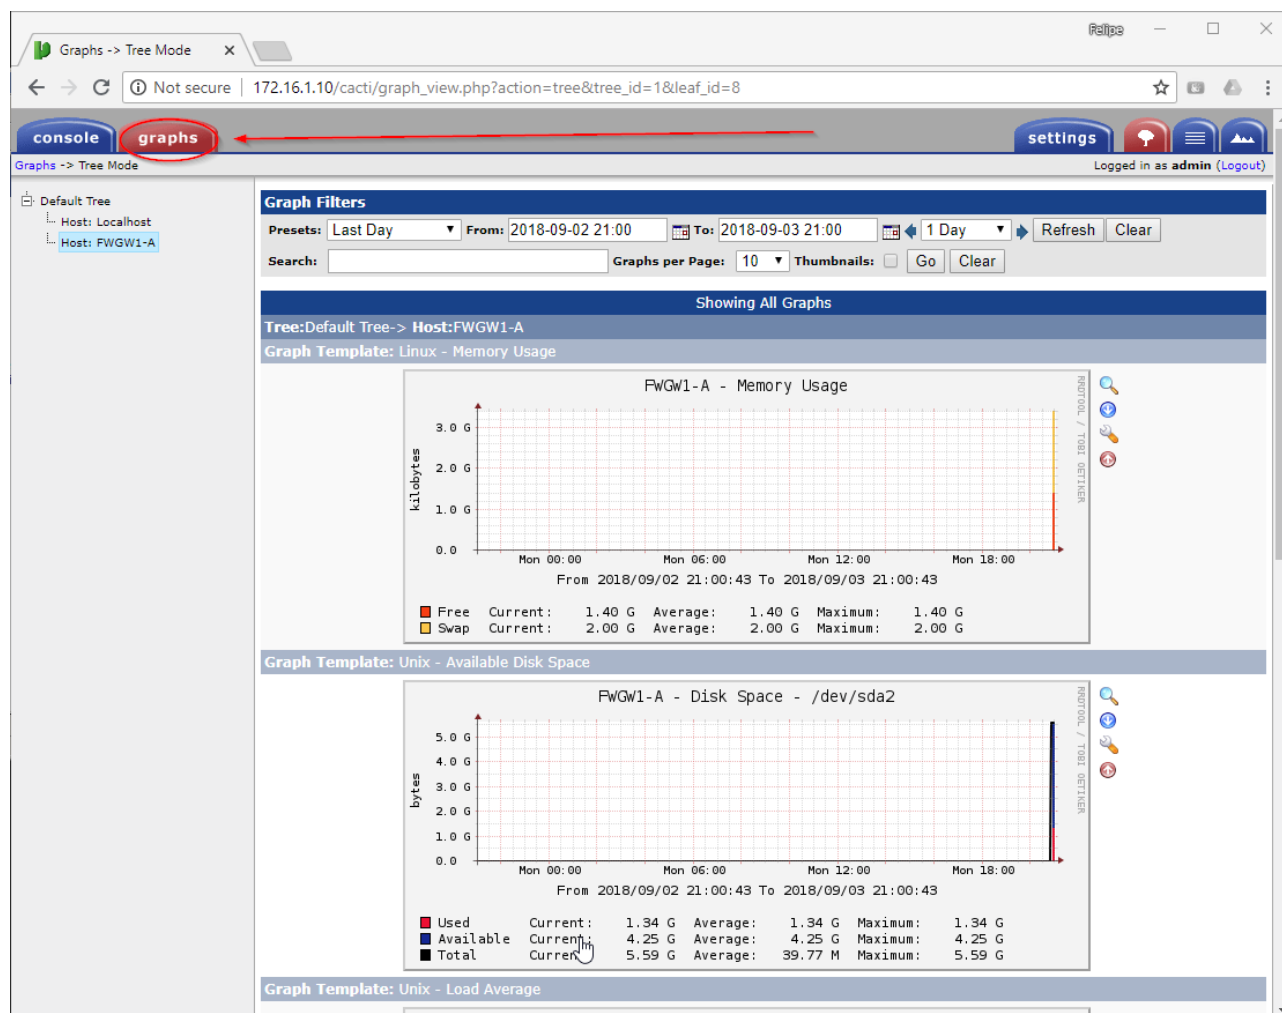 Felipe
Graphs -> Tree Mode
Not secure | 172.16.1.10/cacti/graph_view.php?action=tree&tree_id=1&leaf_id=8
console graphs settings
Graphs -> Tree Mode Logged in as admin (Logout)
Default Tree
Host: Localhost
Host: FWGW1-A
Graph Filters
Presets: Last Day From: 2018-09-02 21:00 To: 2018-09-03 21:00 1 Day Refresh Clear
Search: Graphs per Page: 10 Thumbnails: Go Clear
Showing All Graphs
Tree:Default Tree-> Host:FWGW1-A
Graph Template: Linux - Memory Usage
FWGW1-A - Memory Usage
RRDTOOL / TOBI OETIKER
kilobytes
3.0 G
2.0 G
1.0 G
0.0
Mon 00:00 Mon 06:00 Mon 12:00 Mon 18:00
From 2018/09/02 21:00:43 To 2018/09/03 21:00:43
Free Current: 1.40 G Average: 1.40 G Maximum: 1.40 G
Swap Current: 2.00 G Average: 2.00 G Maximum: 2.00 G
Graph Template: Unix - Available Disk Space
FWGW1-A - Disk Space - /dev/sda2
RRDTOOL / TOBI OETIKER
bytes
5.0 G
4.0 G
3.0 G
2.0 G
1.0 G
0.0
Mon 00:00 Mon 06:00 Mon 12:00 Mon 18:00
From 2018/09/02 21:00:43 To 2018/09/03 21:00:43
Used Current: 1.34 G Average: 1.34 G Maximum: 1.34 G
Available Current: 4.25 G Average: 4.25 G Maximum: 4.25 G
Total Current 5.59 G Average: 39.77 M Maximum: 5.59 G
Graph Template: Unix - Load Average